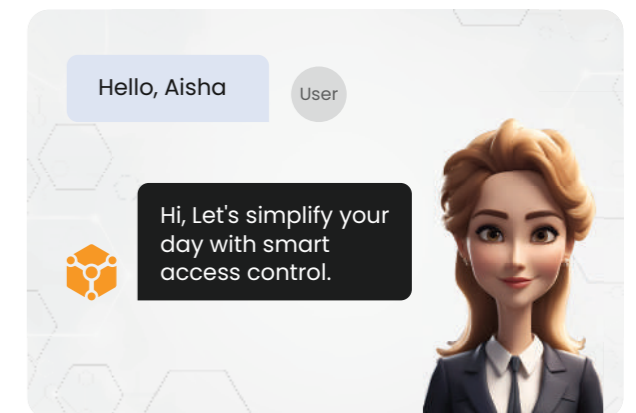 Hello, Aisha
User
Hi, Let's simplify your
day with smart
access control.